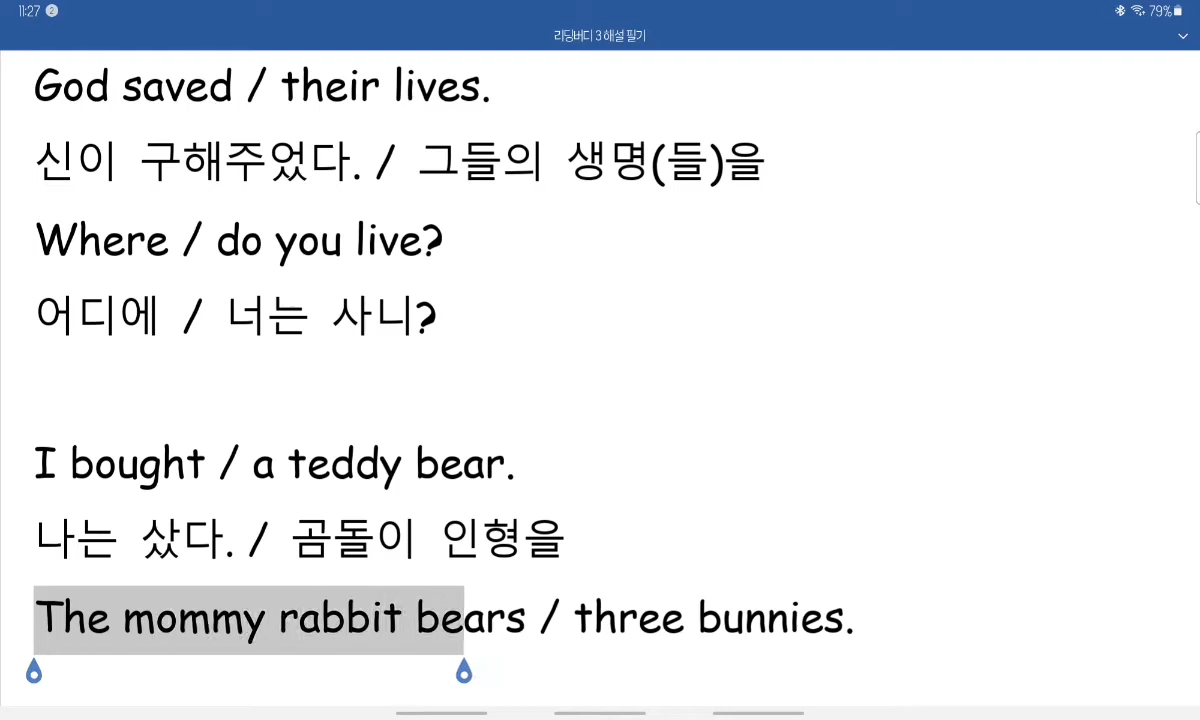 11:27 2
79%
리딩버디 3 해설 필기
God saved / their lives.
신이 구해주었다. / 그들의 생명(들)을
Where / do you live?
어디에 / 너는 사니?
I bought / a teddy bear.
나는 샀다. / 곰돌이 인형을
The mommy rabbit bears / three bunnies.